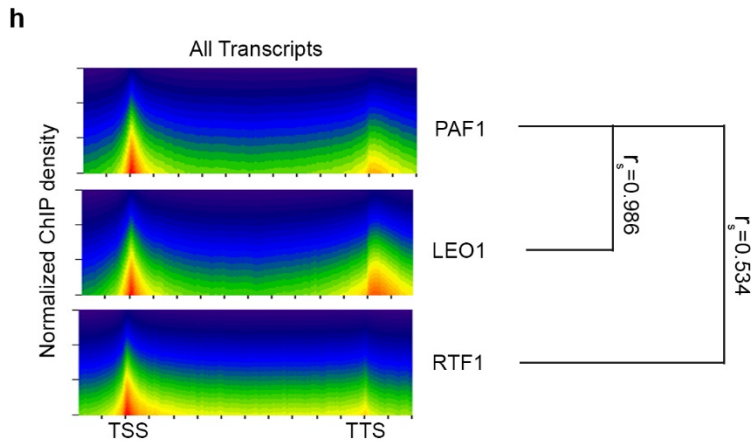 h
All Transcripts
Normalized ChIP density
PAF1
LEO1
RTF1
rs=0.986
rs=0.534
TSS
TTS